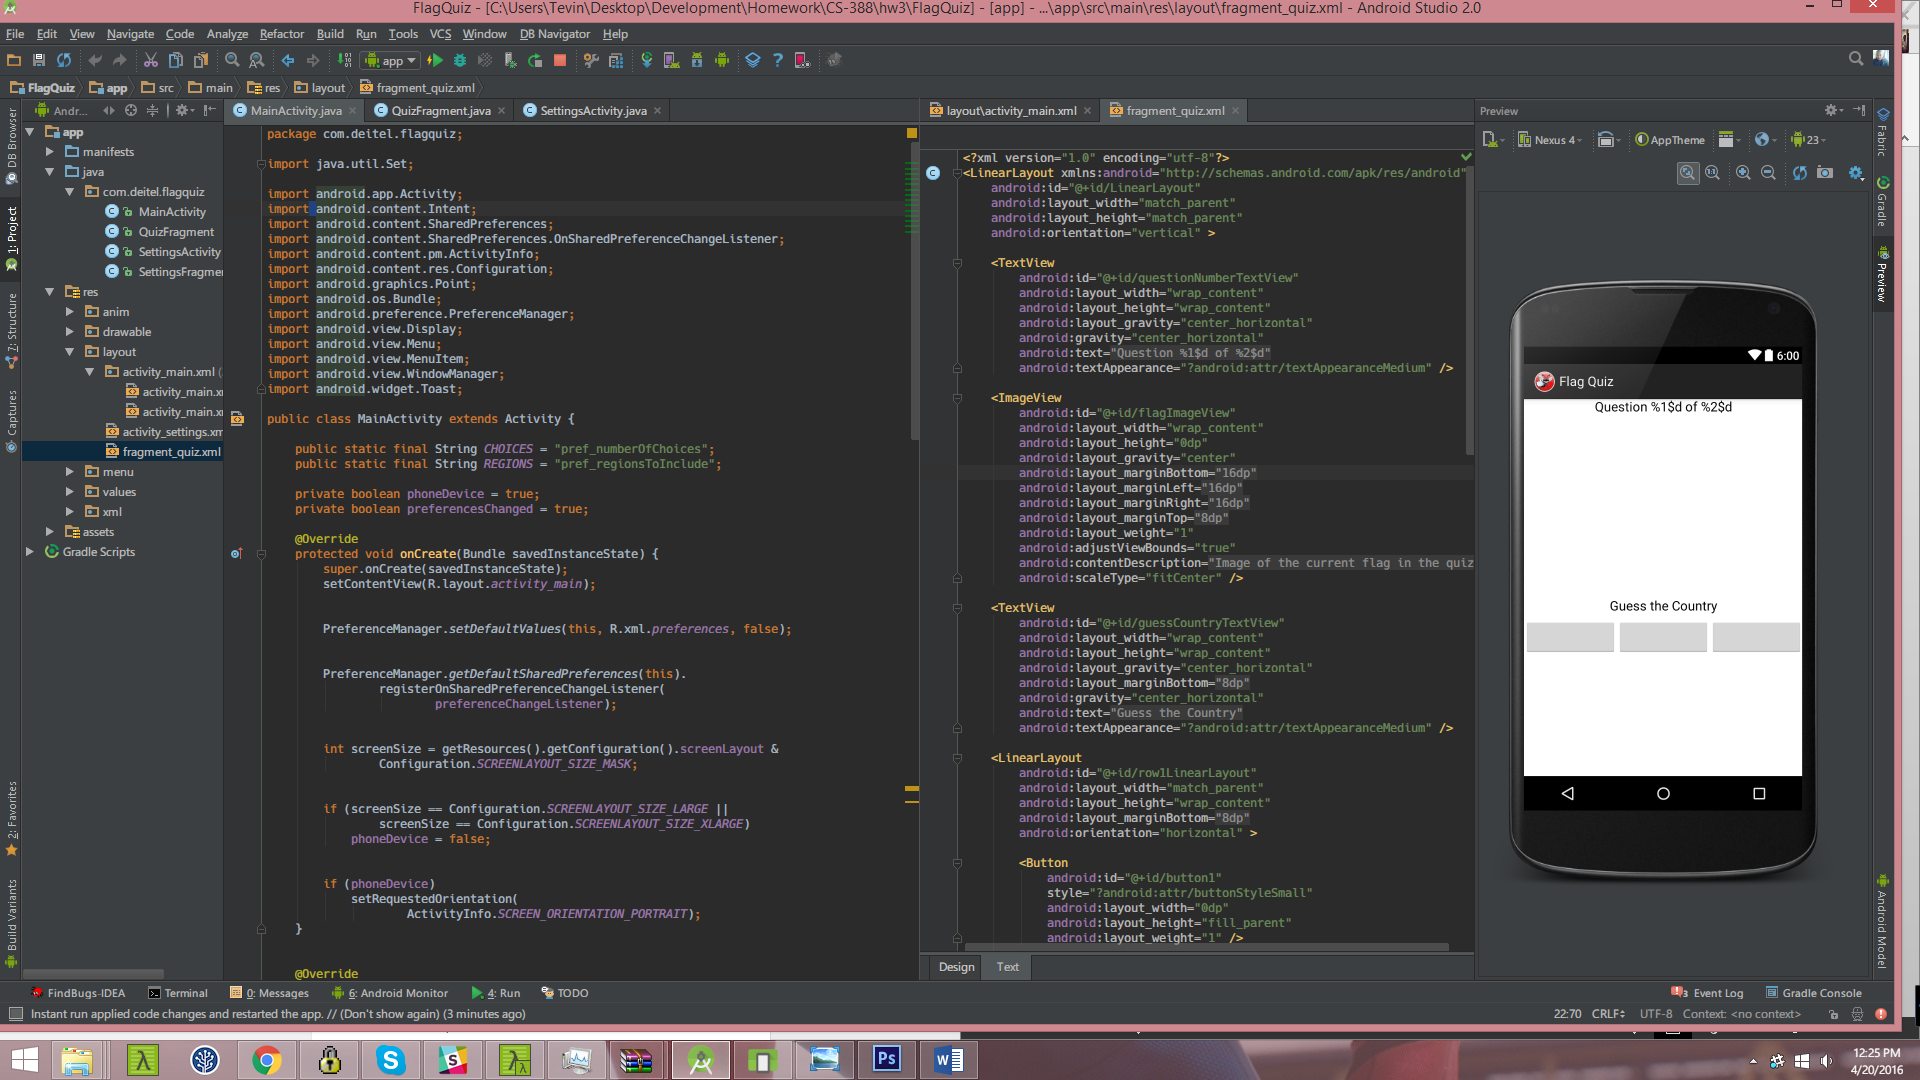 FlagQuiz - [C:\Users\Tevin\Desktop\Development\Homework\CS-388\hw3\FlagQuiz] - [app] - ...\app\src\main\res\layout\fragment_quiz.xml - Android Studio 2.0
File Edit View Navigate Code Analyze Refactor Build Run Tools VCS Window DB Navigator Help
app
FlagQuiz app src main res layout fragment_quiz.xml
DB Browser
1: Project
7: Structure
Captures
2: Favorites
Build Variants
Andr...
app
manifests
java
com.deitel.flagquiz
MainActivity
QuizFragment
SettingsActivity
SettingsFragme
res
anim
drawable
layout
activity_main.xml (
activity_main.x
activity_main.x
activity_settings.xm
fragment_quiz.xml
menu
values
xml
assets
Gradle Scripts
MainActivity.java QuizFragment.java SettingsActivity.java
package com.deitel.flagquiz;
import java.util.Set;
import android.app.Activity;
import android.content.Intent;
import android.content.SharedPreferences;
import android.content.SharedPreferences.OnSharedPreferenceChangeListener;
import android.content.pm.ActivityInfo;
import android.content.res.Configuration;
import android.graphics.Point;
import android.os.Bundle;
import android.preference.PreferenceManager;
import android.view.Display;
import android.view.Menu;
import android.view.MenuItem;
import android.view.WindowManager;
import android.widget.Toast;
public class MainActivity extends Activity {
public static final String CHOICES = "pref_numberOfChoices";
public static final String REGIONS = "pref_regionsToInclude";
private boolean phoneDevice = true;
private boolean preferencesChanged = true;
@Override
protected void onCreate(Bundle savedInstanceState) {
super.onCreate(savedInstanceState);
setContentView(R.layout.activity_main);
PreferenceManager.setDefaultValues(this, R.xml.preferences, false);
PreferenceManager.getDefaultSharedPreferences(this).
registerOnSharedPreferenceChangeListener(
preferenceChangeListener);
int screenSize = getResources().getConfiguration().screenLayout &
Configuration.SCREENLAYOUT_SIZE_MASK;
if (screenSize == Configuration.SCREENLAYOUT_SIZE_LARGE ||
screenSize == Configuration.SCREENLAYOUT_SIZE_XLARGE)
phoneDevice = false;
if (phoneDevice)
setRequestedOrientation(
ActivityInfo.SCREEN_ORIENTATION_PORTRAIT);
}
@Override
layout\activity_main.xml fragment_quiz.xml
<?xml version="1.0" encoding="utf-8"?>
<LinearLayout xmlns:android="http://schemas.android.com/apk/res/android"
android:id="@+id/LinearLayout"
android:layout_width="match_parent"
android:layout_height="match_parent"
android:orientation="vertical" >
<TextView
android:id="@+id/questionNumberTextView"
android:layout_width="wrap_content"
android:layout_height="wrap_content"
android:layout_gravity="center_horizontal"
android:gravity="center_horizontal"
android:text="Question %1$d of %2$d"
android:textAppearance="?android:attr/textAppearanceMedium" />
<ImageView
android:id="@+id/flagImageView"
android:layout_width="wrap_content"
android:layout_height="0dp"
android:layout_gravity="center"
android:layout_marginBottom="16dp"
android:layout_marginLeft="16dp"
android:layout_marginRight="16dp"
android:layout_marginTop="8dp"
android:layout_weight="1"
android:adjustViewBounds="true"
android:contentDescription="Image of the current flag in the quiz
android:scaleType="fitCenter" />
<TextView
android:id="@+id/guessCountryTextView"
android:layout_width="wrap_content"
android:layout_height="wrap_content"
android:layout_gravity="center_horizontal"
android:layout_marginBottom="8dp"
android:gravity="center_horizontal"
android:text="Guess the Country"
android:textAppearance="?android:attr/textAppearanceMedium" />
<LinearLayout
android:id="@+id/row1LinearLayout"
android:layout_width="match_parent"
android:layout_height="wrap_content"
android:layout_marginBottom="8dp"
android:orientation="horizontal" >
<Button
android:id="@+id/button1"
style="?android:attr/buttonStyleSmall"
android:layout_width="0dp"
android:layout_height="fill_parent"
android:layout_weight="1" />
Design Text
Preview
Nexus 4 AppTheme 23
6:00
Flag Quiz
Question %1$d of %2$d
Guess the Country
Fabric
Gradle
Preview
Android Model
FindBugs-IDEA Terminal 0: Messages 6: Android Monitor 4: Run TODO 3 Event Log Gradle Console
Instant run applied code changes and restarted the app. // (Don't show again) (3 minutes ago) 22:70 CRLF UTF-8 Context: <no context>
Ps
12:25 PM
4/20/2016